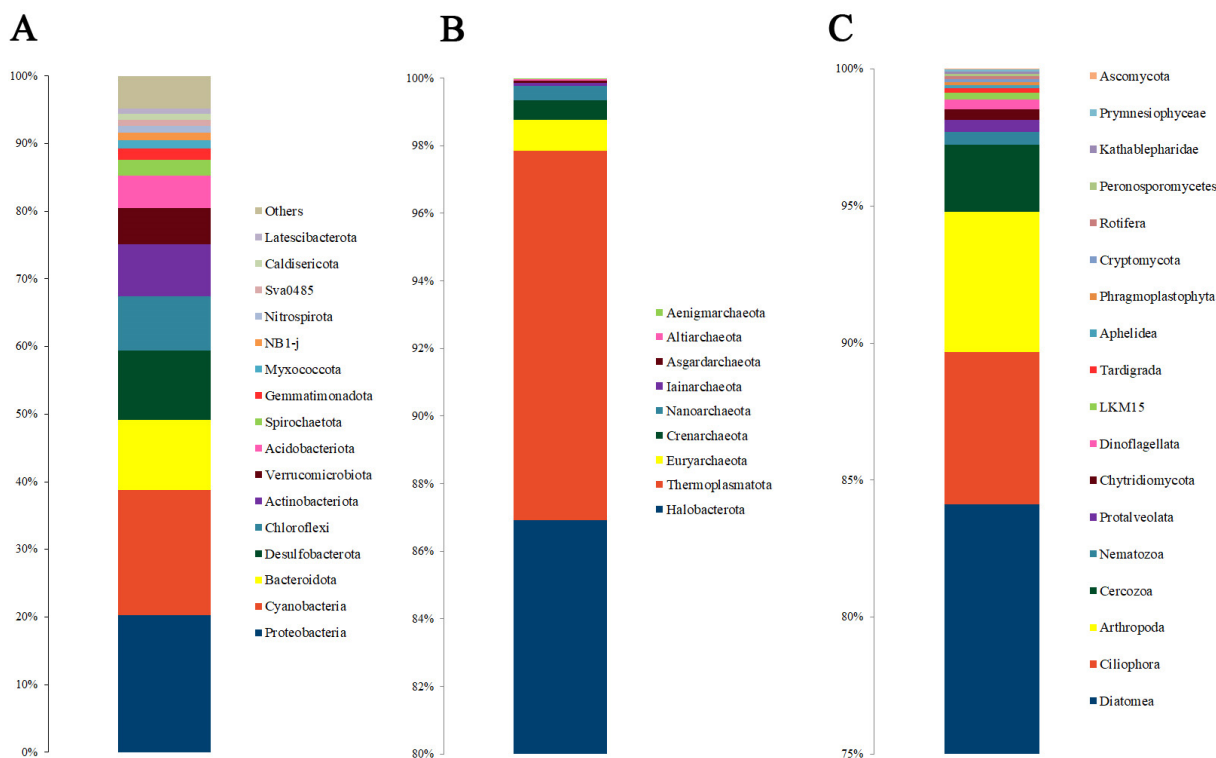 A
100%
90%
80%
70%
60%
50%
40%
30%
20%
10%
0%
Others
Latescibacterota
Caldisericota
Sva0485
Nitrospirota
NB1-j
Myxococcota
Gemmatimonadota
Spirochaetota
Acidobacteriota
Verrucomicrobiota
Actinobacteriota
Chloroflexi
Desulfobacterota
Bacteroidota
Cyanobacteria
Proteobacteria
B
100%
98%
96%
94%
92%
90%
88%
86%
84%
82%
80%
Aenigmarchaeota
Altiarchaeota
Asgardarchaeota
Iainarchaeota
Nanoarchaeota
Crenarchaeota
Euryarchaeota
Thermoplasmatota
Halobacterota
C
100%
95%
90%
85%
80%
75%
Ascomycota
Prymnesiophyceae
Kathablepharidae
Peronosporomycetes
Rotifera
Cryptomycota
Phragmoplastophyta
Aphelidea
Tardigrada
LKM15
Dinoflagellata
Chytridiomycota
Protalveolata
Nematozoa
Cercozoa
Arthropoda
Ciliophora
Diatomea